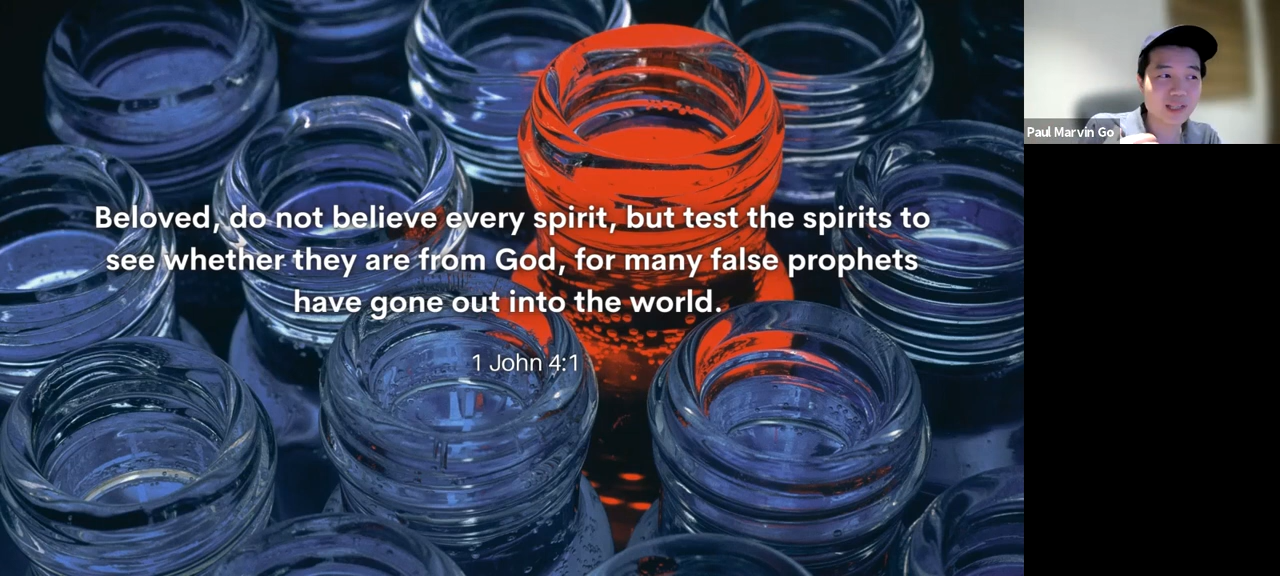 Beloved, do not believe every spirit, but test the spirits to
see whether they are from God, for many false prophets
have gone out into the world.
1 John 4:1
Paul Marvin Go